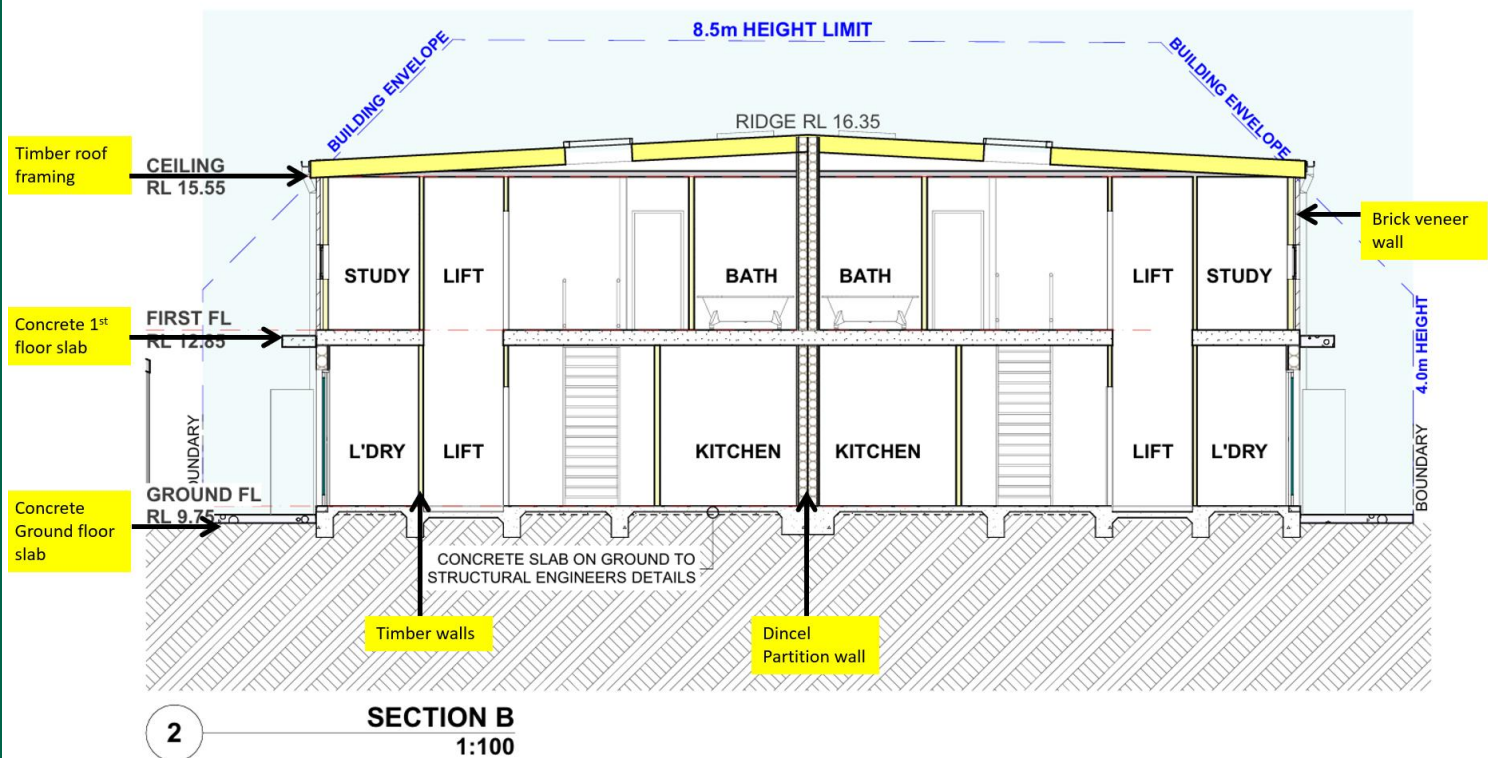 8.5m HEIGHT LIMIT
BUILDING ENVELOPE
BUILDING ENVELOPE
RIDGE RL 16.35
Timber roof
framing
CEILING
RL 15.55
Brick veneer
wall
STUDY
LIFT
BATH
BATH
LIFT
STUDY
Concrete 1st
floor slab
FIRST FL
RL 12.85
4.0m HEIGHT
L'DRY
LIFT
KITCHEN
KITCHEN
LIFT
L'DRY
OUNDARY
BOUNDARY
Concrete
Ground floor
slab
GROUND FL
RL 9.75
CONCRETE SLAB ON GROUND TO
STRUCTURAL ENGINEERS DETAILS
Timber walls
Dincel
Partition wall
2
SECTION B
1:100